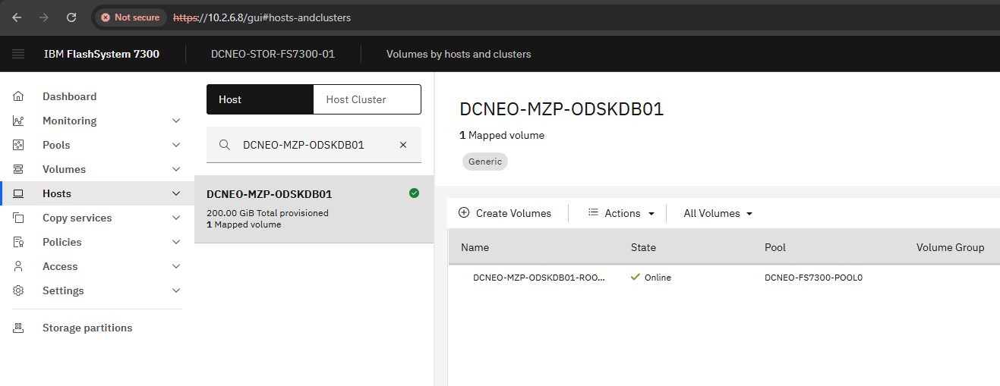 Not secure https://10.2.6.8/gui#hosts-andclusters
IBM FlashSystem 7300 DCNEO-STOR-FS7300-01 Volumes by hosts and clusters
Dashboard
Monitoring
Pools
Volumes
Hosts
Copy services
Policies
Access
Settings
Storage partitions
Host Host Cluster
DCNEO-MZP-ODSKDB01
DCNEO-MZP-ODSKDB01
200.00 GiB Total provisioned
1 Mapped volume
DCNEO-MZP-ODSKDB01
1 Mapped volume
Generic
Create Volumes Actions All Volumes
Name State Pool Volume Group
DCNEO-MZP-ODSKDB01-ROO... Online DCNEO-FS7300-POOL0